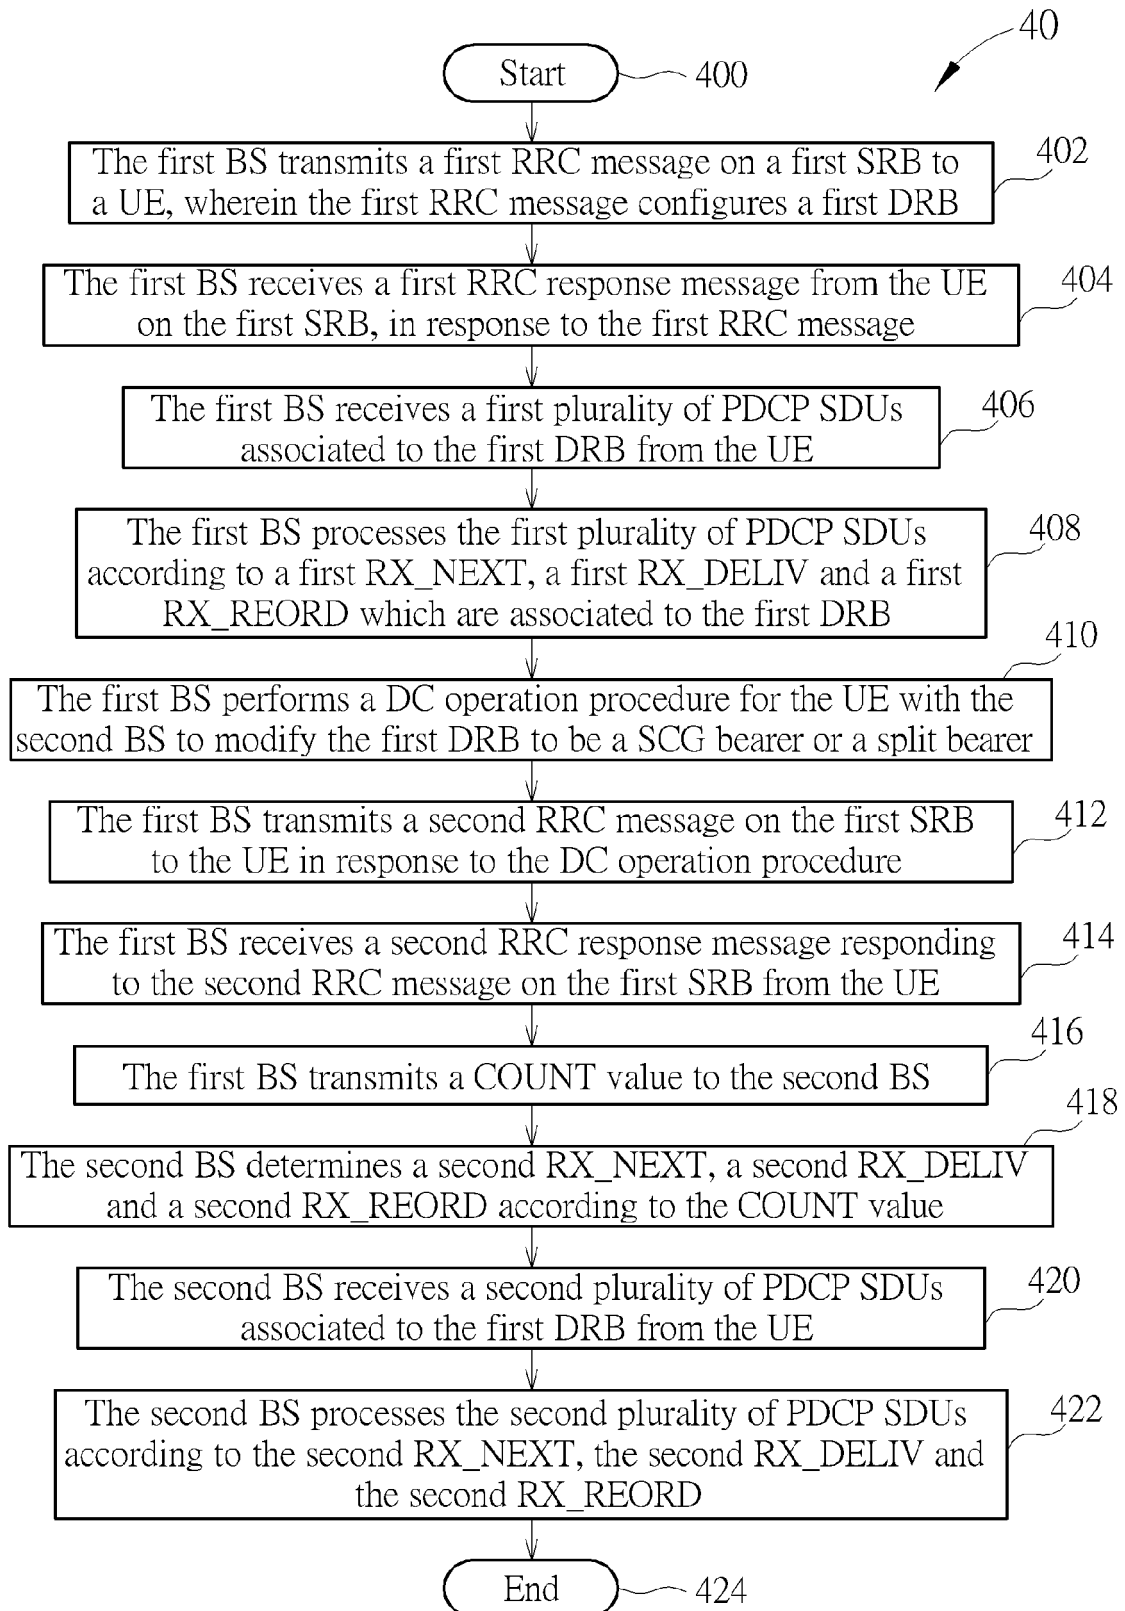 40
Start
400
The first BS transmits a first RRC message on a first SRB to
a UE, wherein the first RRC message configures a first DRB
402
The first BS receives a first RRC response message from the UE
on the first SRB, in response to the first RRC message
404
The first BS receives a first plurality of PDCP SDUs
associated to the first DRB from the UE
406
The first BS processes the first plurality of PDCP SDUs
according to a first RX_NEXT, a first RX_DELIV and a first
RX_REORD which are associated to the first DRB
408
The first BS performs a DC operation procedure for the UE with the
second BS to modify the first DRB to be a SCG bearer or a split bearer
410
The first BS transmits a second RRC message on the first SRB
to the UE in response to the DC operation procedure
412
The first BS receives a second RRC response message responding
to the second RRC message on the first SRB from the UE
414
The first BS transmits a COUNT value to the second BS
416
The second BS determines a second RX_NEXT, a second RX_DELIV
and a second RX_REORD according to the COUNT value
418
The second BS receives a second plurality of PDCP SDUs
associated to the first DRB from the UE
420
The second BS processes the second plurality of PDCP SDUs
according to the second RX_NEXT, the second RX_DELIV and
the second RX_REORD
422
End
424